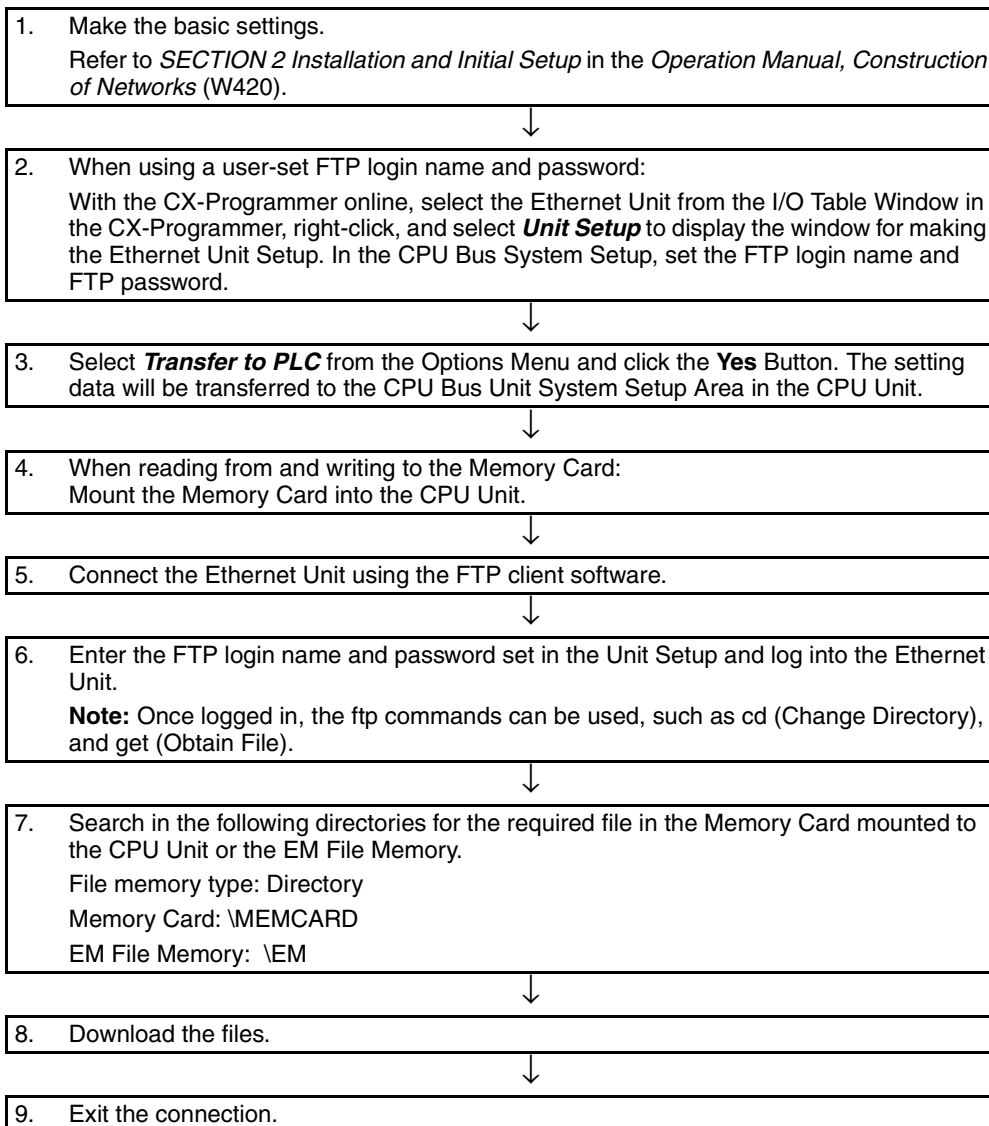 1. Make the basic settings.
Refer to SECTION 2 Installation and Initial Setup in the Operation Manual, Construction
of Networks (W420).
↓
2. When using a user-set FTP login name and password:
With the CX-Programmer online, select the Ethernet Unit from the I/O Table Window in
the CX-Programmer, right-click, and select Unit Setup to display the window for making
the Ethernet Unit Setup. In the CPU Bus System Setup, set the FTP login name and
FTP password.
↓
3. Select Transfer to PLC from the Options Menu and click the Yes Button. The setting
data will be transferred to the CPU Bus Unit System Setup Area in the CPU Unit.
↓
4. When reading from and writing to the Memory Card:
Mount the Memory Card into the CPU Unit.
↓
5. Connect the Ethernet Unit using the FTP client software.
↓
6. Enter the FTP login name and password set in the Unit Setup and log into the Ethernet
Unit.
Note: Once logged in, the ftp commands can be used, such as cd (Change Directory),
and get (Obtain File).
↓
7. Search in the following directories for the required file in the Memory Card mounted to
the CPU Unit or the EM File Memory.
File memory type: Directory
Memory Card: \MEMCARD
EM File Memory: \EM
↓
8. Download the files.
↓
9. Exit the connection.